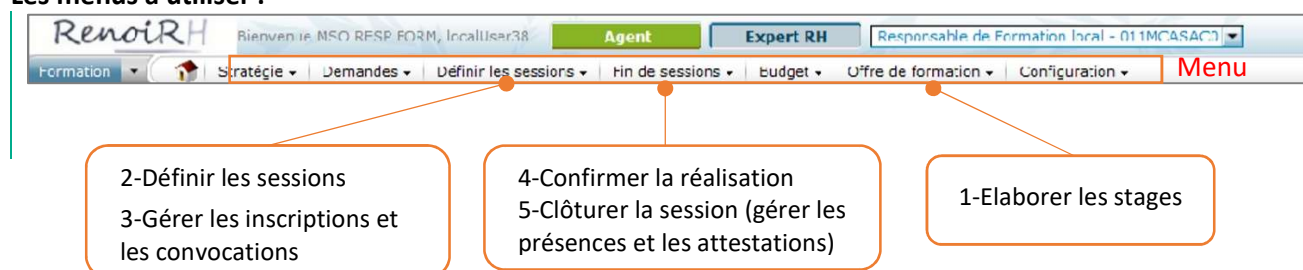 Les menus à utiliser :
RenoiRH Bienvenue MSO RESP FORM, localUser38 Agent Expert RH Responsable de Formation local - 011MCASAC0
Formation Stratégie Demandes Définir les sessions Fin de sessions Budget Offre de formation Configuration Menu
2-Définir les sessions
3-Gérer les inscriptions et
les convocations
4-Confirmer la réalisation
5-Clôturer la session (gérer les
présences et les attestations)
1-Elaborer les stages